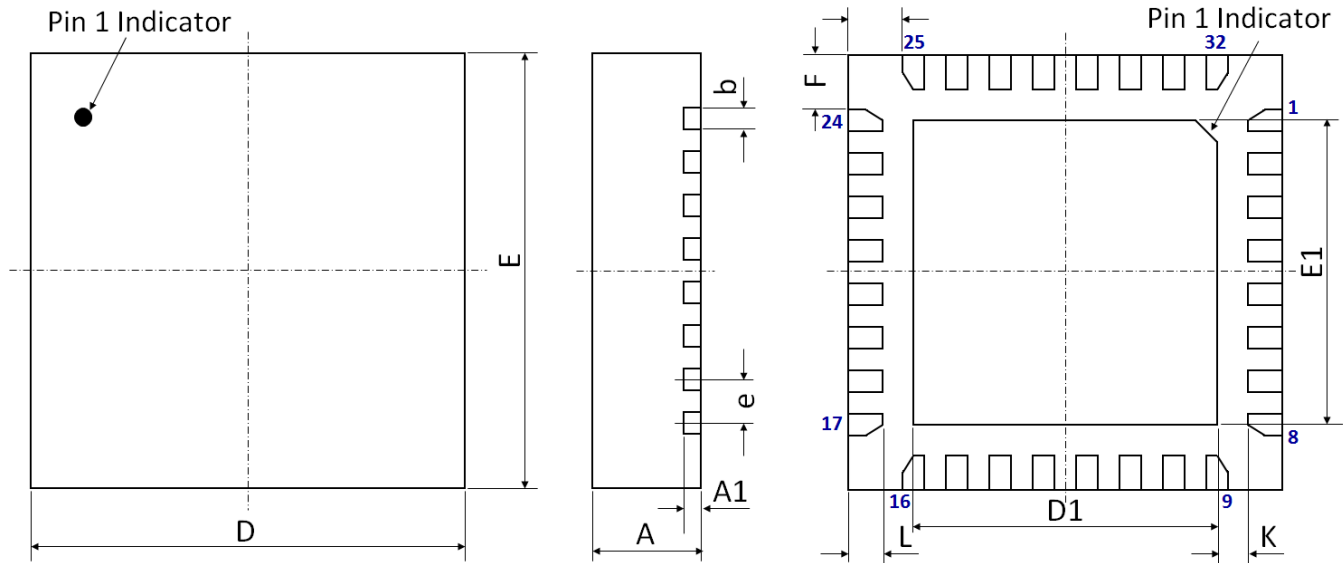 Pin 1 Indicator
b
e
E
D
A
A1
Pin 1 Indicator
25
32
F
24
1
E1
17
8
16
9
D1
L
K